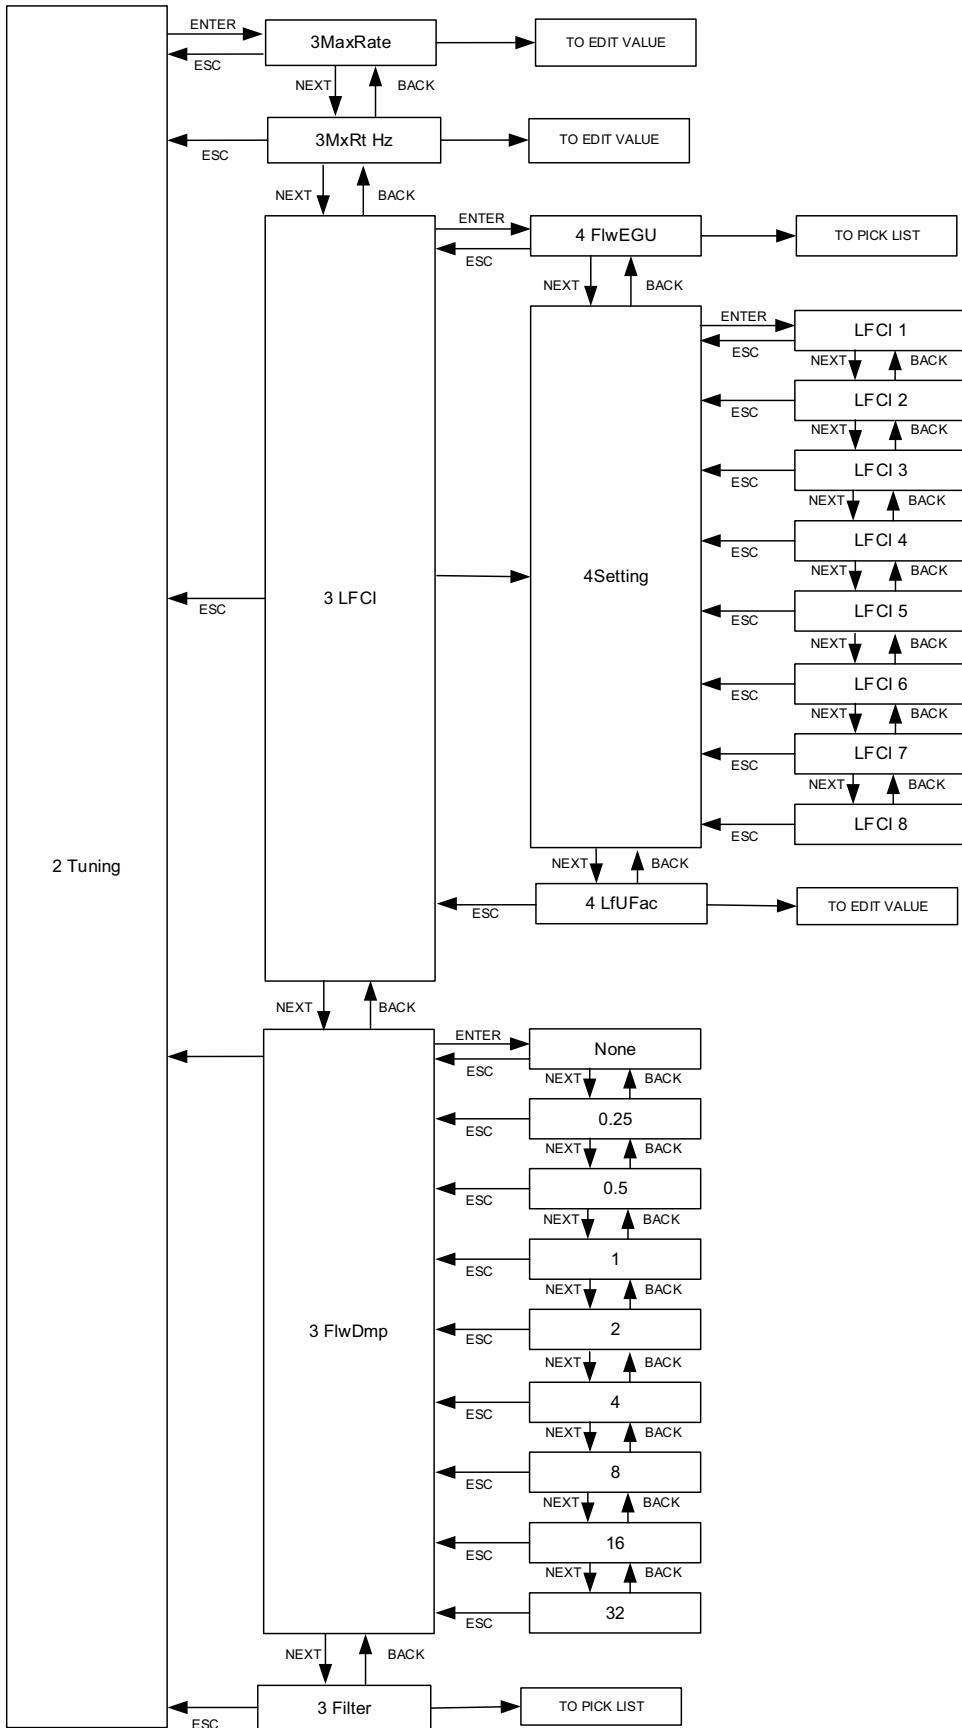 ENTER
3MaxRate
TO EDIT VALUE
ESC
NEXT
BACK
3MxRt Hz
TO EDIT VALUE
ESC
NEXT
BACK
ENTER
4 FlwEGU
TO PICK LIST
ESC
NEXT
BACK
ENTER
LFCI 1
ESC
NEXT
BACK
LFCI 2
ESC
NEXT
BACK
LFCI 3
ESC
NEXT
BACK
LFCI 4
ESC
NEXT
BACK
4Setting
3 LFCI
ESC
LFCI 5
ESC
NEXT
BACK
LFCI 6
ESC
NEXT
BACK
LFCI 7
ESC
NEXT
BACK
LFCI 8
ESC
2 Tuning
NEXT
BACK
4 LfUFac
TO EDIT VALUE
ESC
NEXT
BACK
ENTER
None
ESC
NEXT
BACK
0.25
ESC
NEXT
BACK
0.5
ESC
NEXT
BACK
1
ESC
NEXT
BACK
3 FlwDmp
2
ESC
NEXT
BACK
4
ESC
NEXT
BACK
8
ESC
NEXT
BACK
16
ESC
NEXT
BACK
32
ESC
NEXT
BACK
3 Filter
TO PICK LIST
ESC